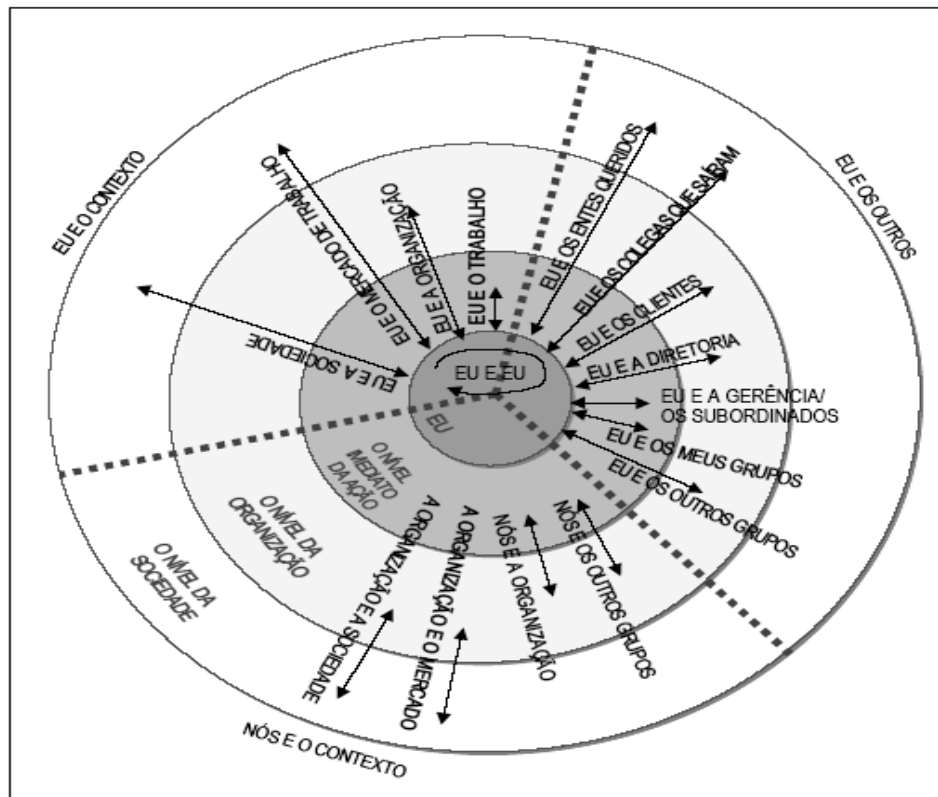 EU E O CONTEXTO
EU E OS OUTROS
NÓS E O CONTEXTO
EU E A SOCIEDADE
EU E O MERCADO DE TRABALHO
EU E A ORGANIZAÇÃO
EU E O TRABALHO
EU E OS ENTES QUERIDOS
EU E OS COLEGAS QUE SAÍRAM
EU E OS CLIENTES
EU E A DIRETORIA
EU E A GERÊNCIA/
OS SUBORDINADOS
EU E OS MEUS GRUPOS
EU E OS OUTROS GRUPOS
EU E EU
EU
O NÍVEL
IMEDIATO
DA AÇÃO
O NÍVEL DA
ORGANIZAÇÃO
O NÍVEL DA
SOCIEDADE
A ORGANIZAÇÃO E A SOCIEDADE
A ORGANIZAÇÃO E O MERCADO
NÓS E A ORGANIZAÇÃO
NÓS E OS OUTROS GRUPOS